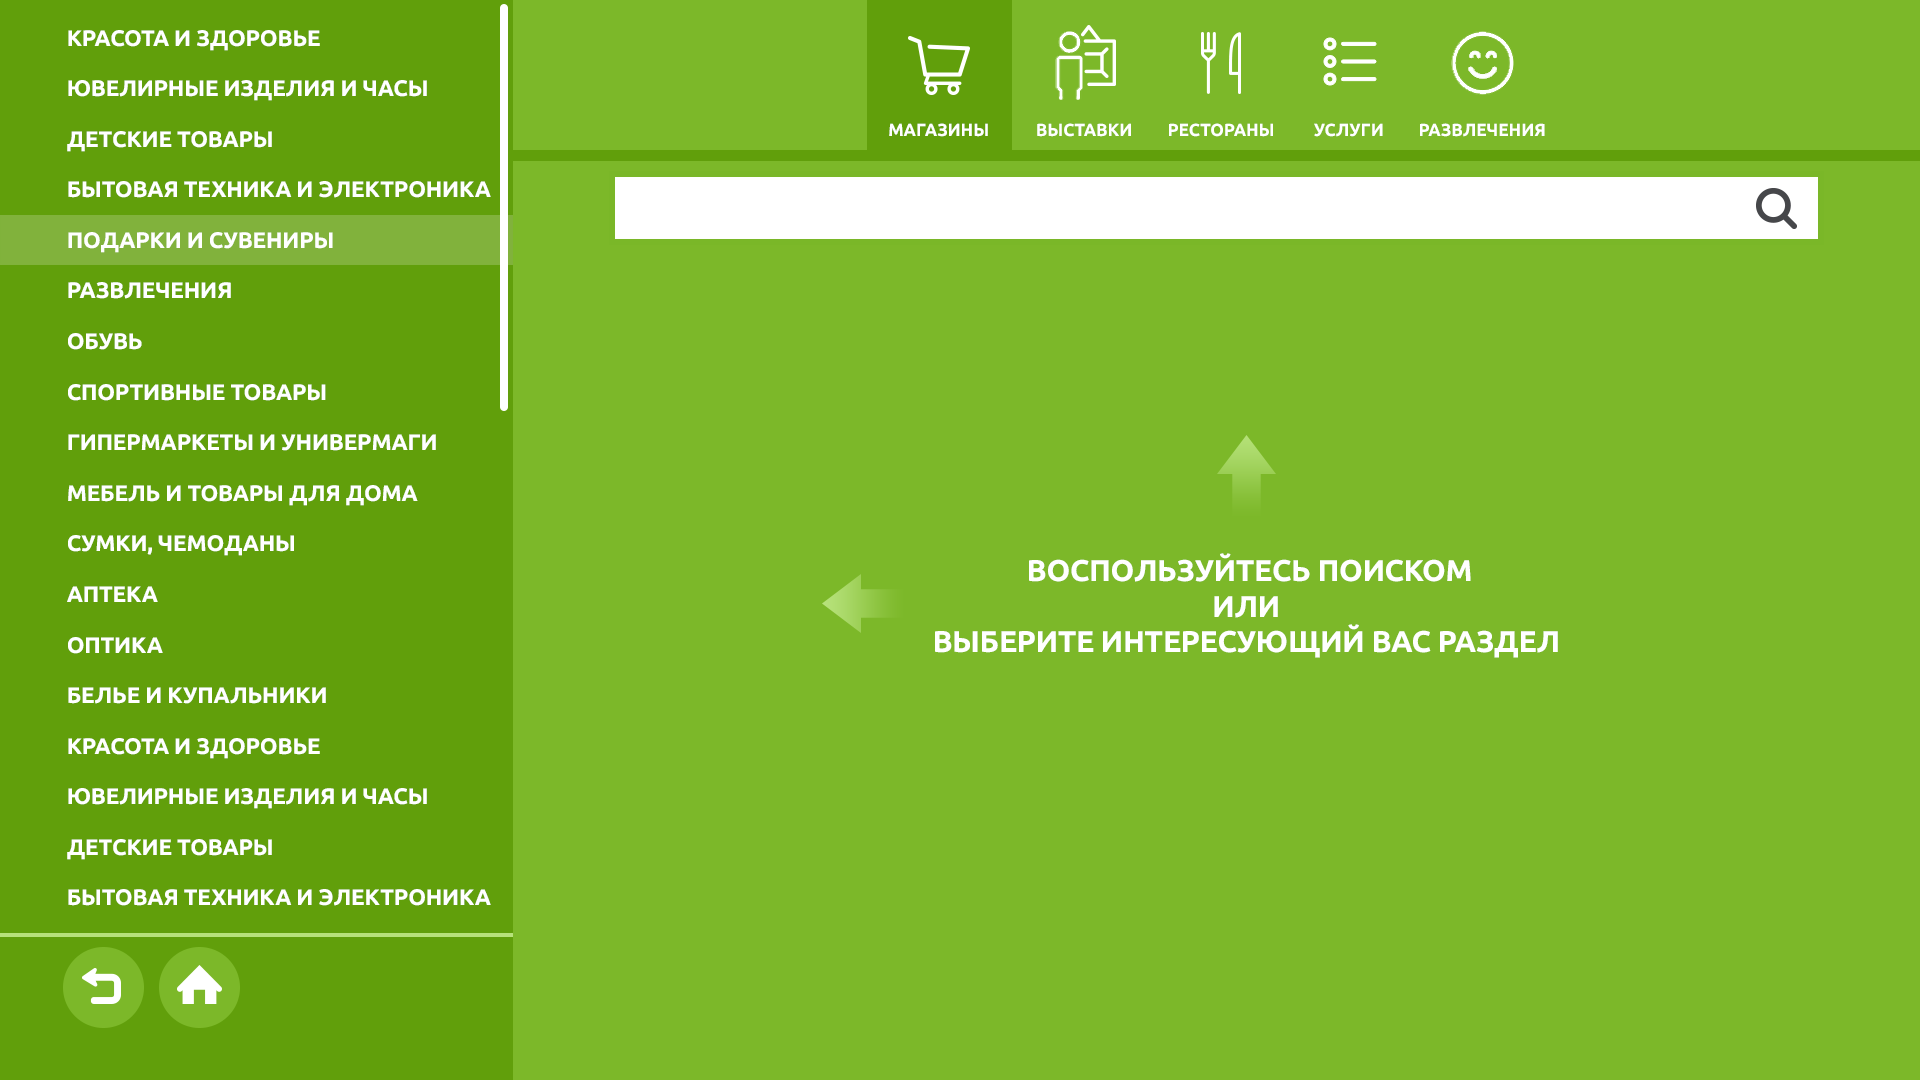 КРАСОТА И ЗДОРОВЬЕ
ЮВЕЛИРНЫЕ ИЗДЕЛИЯ И ЧАСЫ
ДЕТСКИЕ ТОВАРЫ
БЫТОВАЯ ТЕХНИКА И ЭЛЕКТРОНИКА
ПОДАРКИ И СУВЕНИРЫ
РАЗВЛЕЧЕНИЯ
ОБУВЬ
СПОРТИВНЫЕ ТОВАРЫ
ГИПЕРМАРКЕТЫ И УНИВЕРМАГИ
МЕБЕЛЬ И ТОВАРЫ ДЛЯ ДОМА
СУМКИ, ЧЕМОДАНЫ
АПТЕКА
ОПТИКА
БЕЛЬЕ И КУПАЛЬНИКИ
КРАСОТА И ЗДОРОВЬЕ
ЮВЕЛИРНЫЕ ИЗДЕЛИЯ И ЧАСЫ
ДЕТСКИЕ ТОВАРЫ
БЫТОВАЯ ТЕХНИКА И ЭЛЕКТРОНИКА
МАГАЗИНЫ
ВЫСТАВКИ
РЕСТОРАНЫ
УСЛУГИ
РАЗВЛЕЧЕНИЯ
ВОСПОЛЬЗУЙТЕСЬ ПОИСКОМ
ИЛИ
ВЫБЕРИТЕ ИНТЕРЕСУЮЩИЙ ВАС РАЗДЕЛ